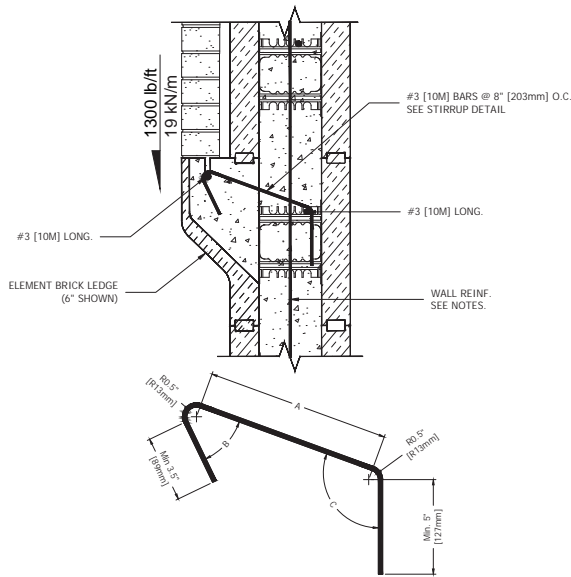 1300 lb/ft
19 kN/m
#3 [10M] BARS @ 8" [203mm] O.C.
SEE STIRRUP DETAIL
#3 [10M] LONG.
#3 [10M] LONG.
ELEMENT BRICK LEDGE
(6" SHOWN)
WALL REINF.
SEE NOTES.
R0.5"
[R13mm]
A
R0.5"
[R13mm]
B
Min 3.5"
[89mm]
C
Min. 5"
[127mm]